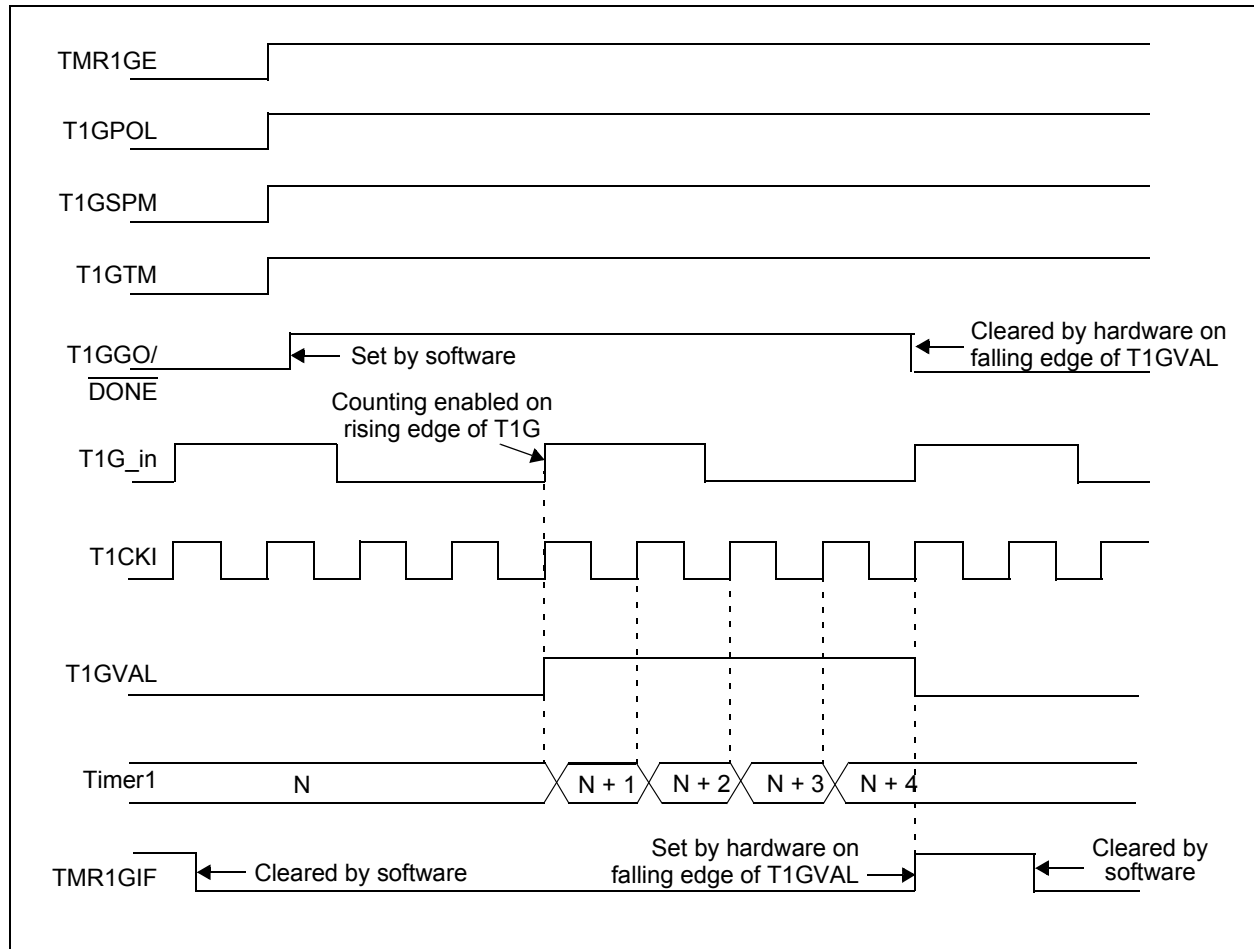 TMR1GE
T1GPOL
T1GSPM
T1GTM
T1GGO/
DONE
Set by software
Cleared by hardware on
falling edge of T1GVAL
Counting enabled on
rising edge of T1G
T1G_in
T1CKI
T1GVAL
Timer1
N
N + 1
N + 2
N + 3
N + 4
TMR1GIF
Cleared by software
Set by hardware on
falling edge of T1GVAL
Cleared by
software